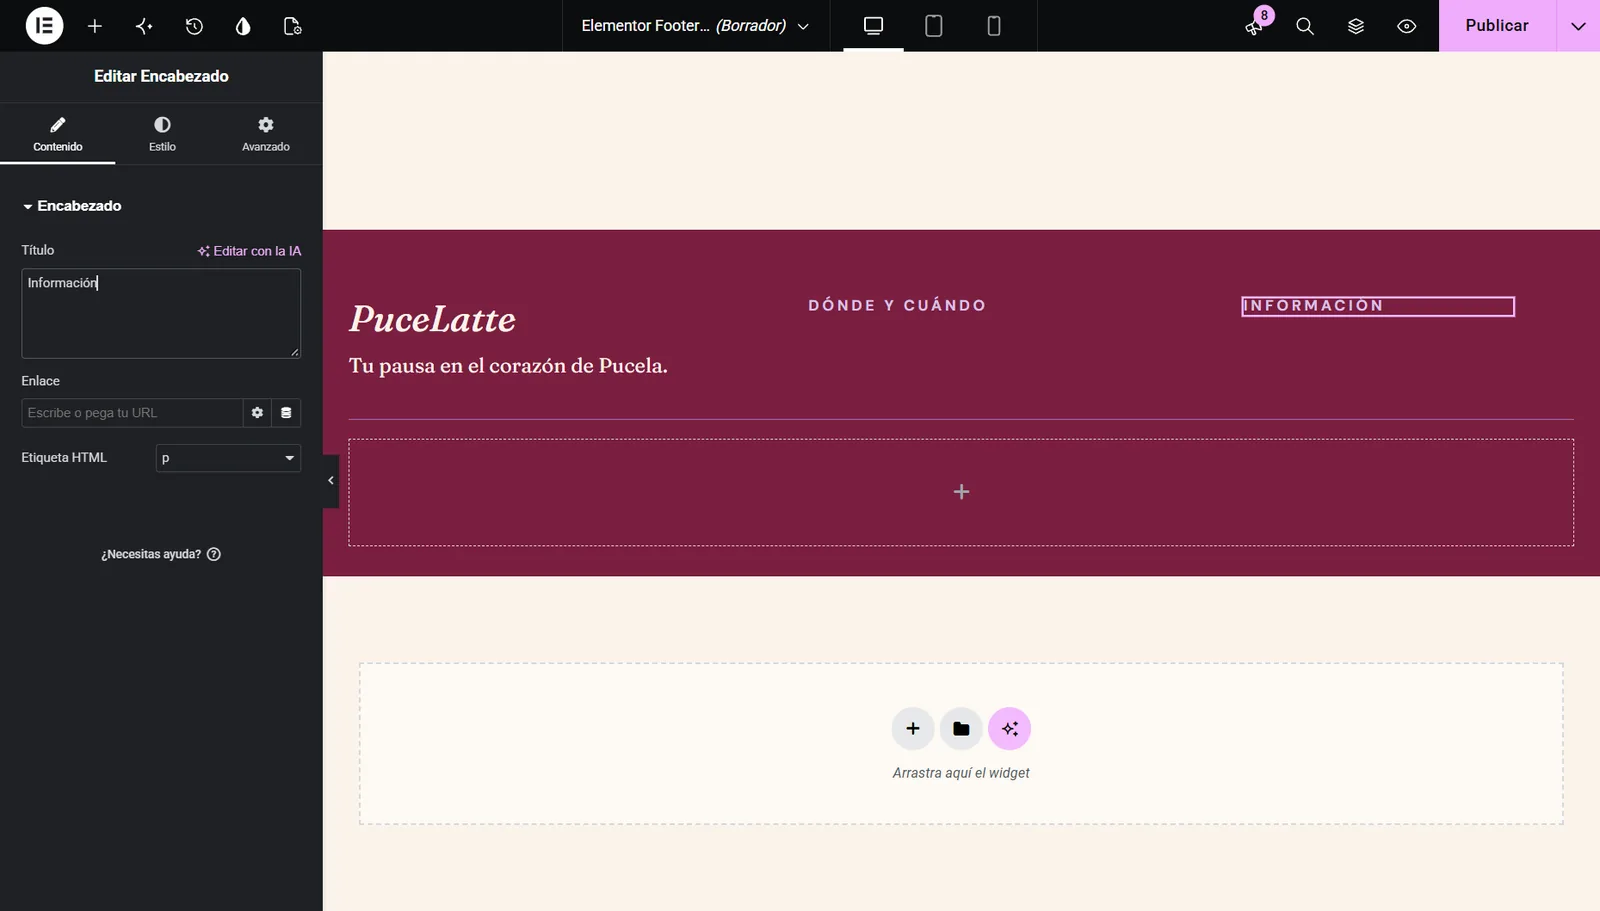 Elementor Footer... (Borrador)
8
Publicar
Editar Encabezado
Contenido
Estilo
Avanzado
Encabezado
Título
Editar con la IA
Información
Enlace
Escribe o pega tu URL
Etiqueta HTML
p
¿Necesitas ayuda?
PuceLatte
Tu pausa en el corazón de Pucela.
DÓNDE Y CUÁNDO
INFORMACIÓN
Arrastra aquí el widget